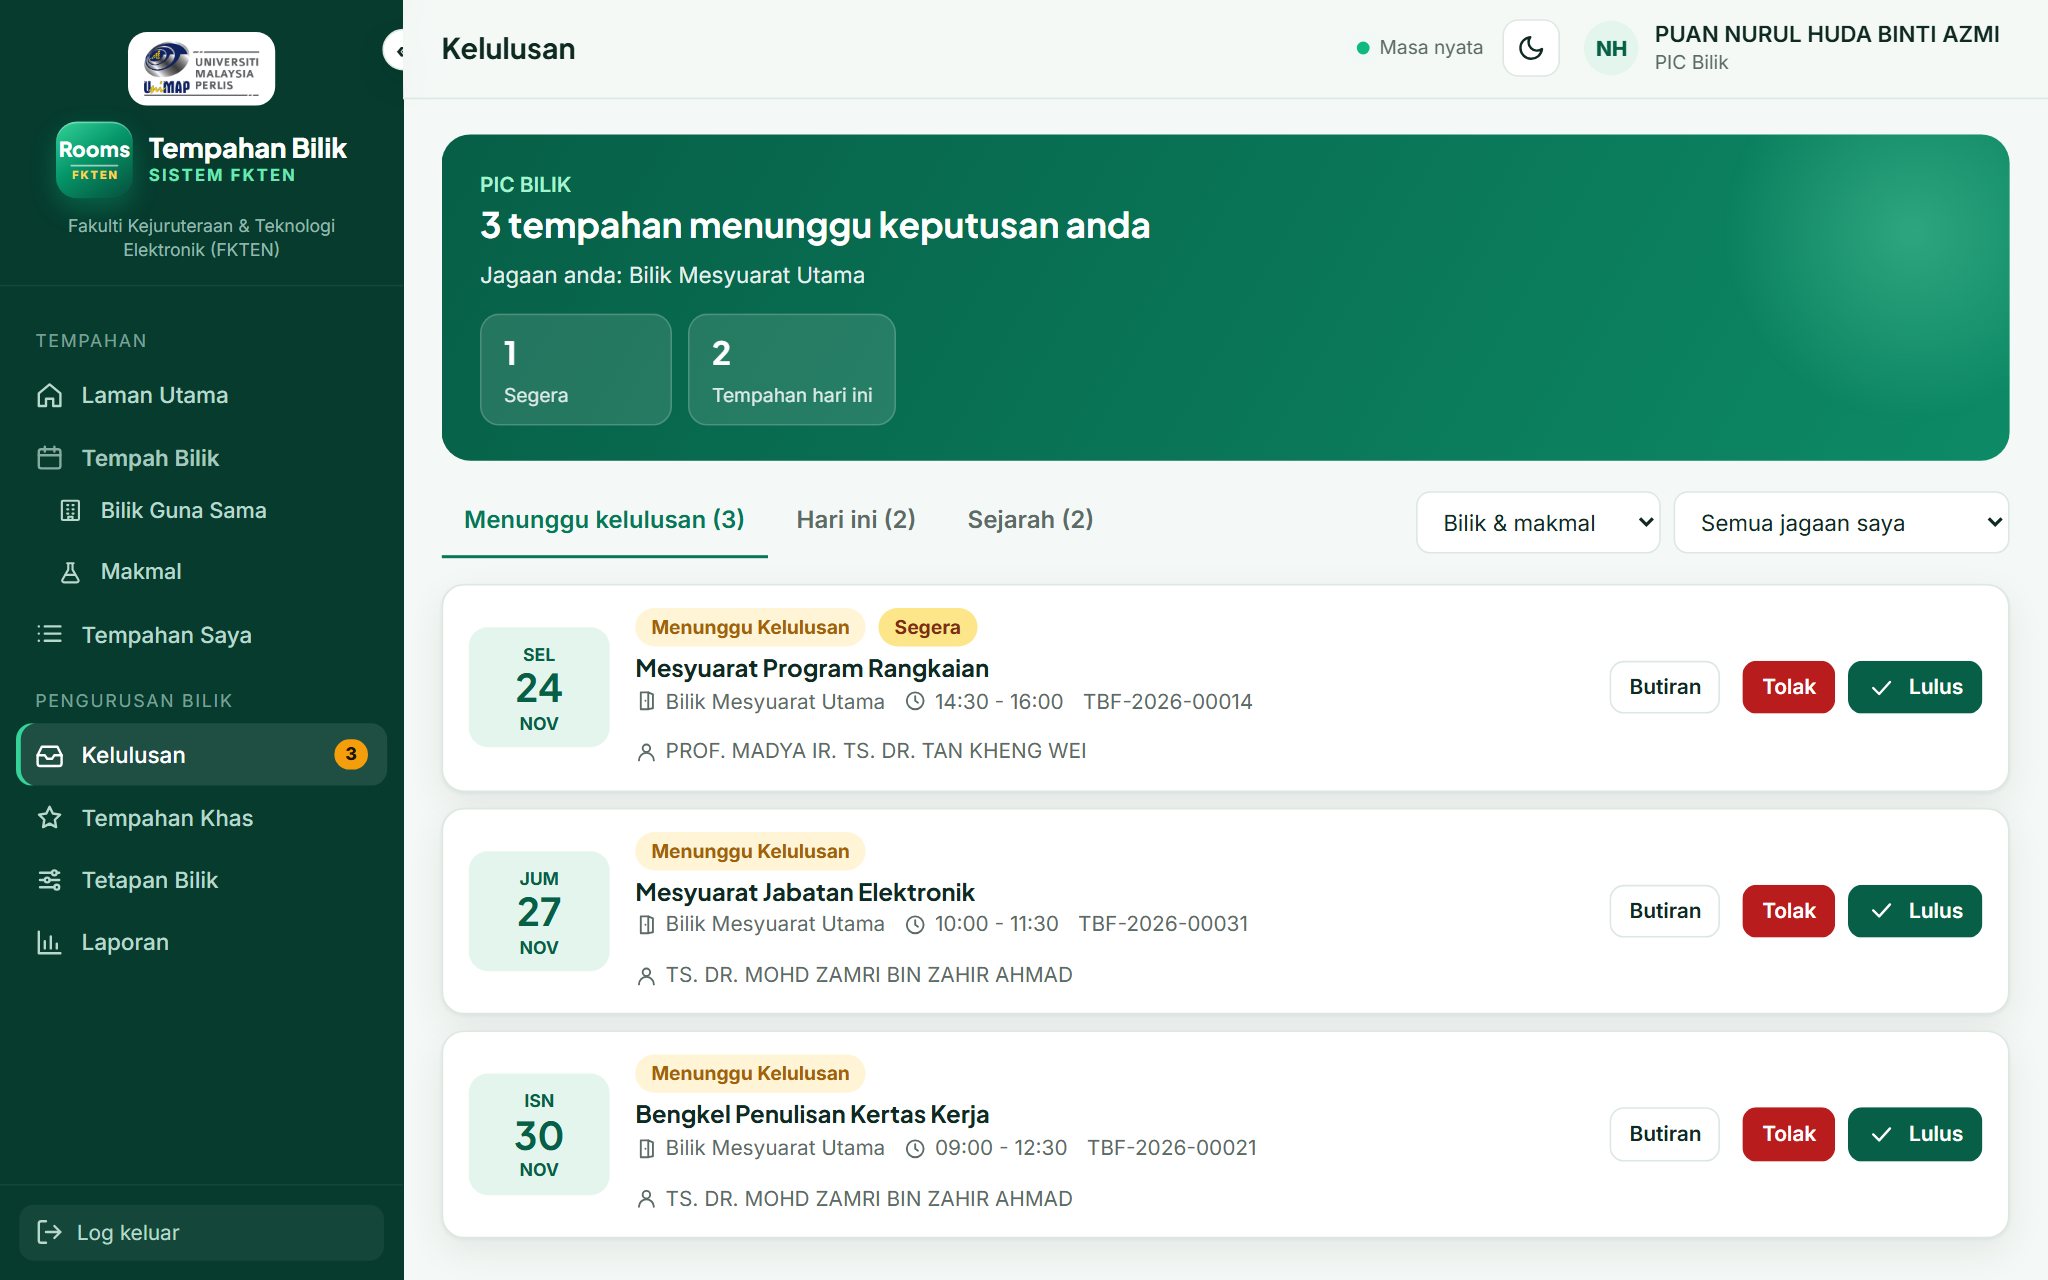 UNIVERSITI
MALAYSIA
PERLIS
UniMAP
Rooms
FKTEN
Tempahan Bilik
SISTEM FKTEN
Fakulti Kejuruteraan & Teknologi
Elektronik (FKTEN)
TEMPAHAN
Laman Utama
Tempah Bilik
Bilik Guna Sama
Makmal
Tempahan Saya
PENGURUSAN BILIK
Kelulusan 3
Tempahan Khas
Tetapan Bilik
Laporan
Log keluar
Kelulusan
Masa nyata
NH
PUAN NURUL HUDA BINTI AZMI
PIC Bilik
PIC BILIK
3 tempahan menunggu keputusan anda
Jagaan anda: Bilik Mesyuarat Utama
1
Segera
2
Tempahan hari ini
Menunggu kelulusan (3) Hari ini (2) Sejarah (2)
Bilik & makmal
Semua jagaan saya
SEL
24
NOV
Menunggu Kelulusan Segera
Mesyuarat Program Rangkaian
Bilik Mesyuarat Utama 14:30 - 16:00 TBF-2026-00014
PROF. MADYA IR. TS. DR. TAN KHENG WEI
Butiran Tolak Lulus
JUM
27
NOV
Menunggu Kelulusan
Mesyuarat Jabatan Elektronik
Bilik Mesyuarat Utama 10:00 - 11:30 TBF-2026-00031
TS. DR. MOHD ZAMRI BIN ZAHIR AHMAD
Butiran Tolak Lulus
ISN
30
NOV
Menunggu Kelulusan
Bengkel Penulisan Kertas Kerja
Bilik Mesyuarat Utama 09:00 - 12:30 TBF-2026-00021
TS. DR. MOHD ZAMRI BIN ZAHIR AHMAD
Butiran Tolak Lulus